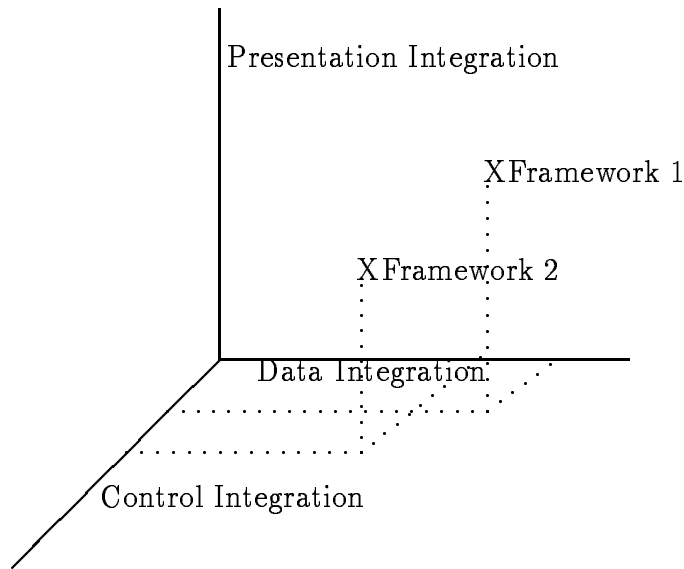 Presentation Integration
XFramework 1
XFramework 2
Data Integration
Control Integration